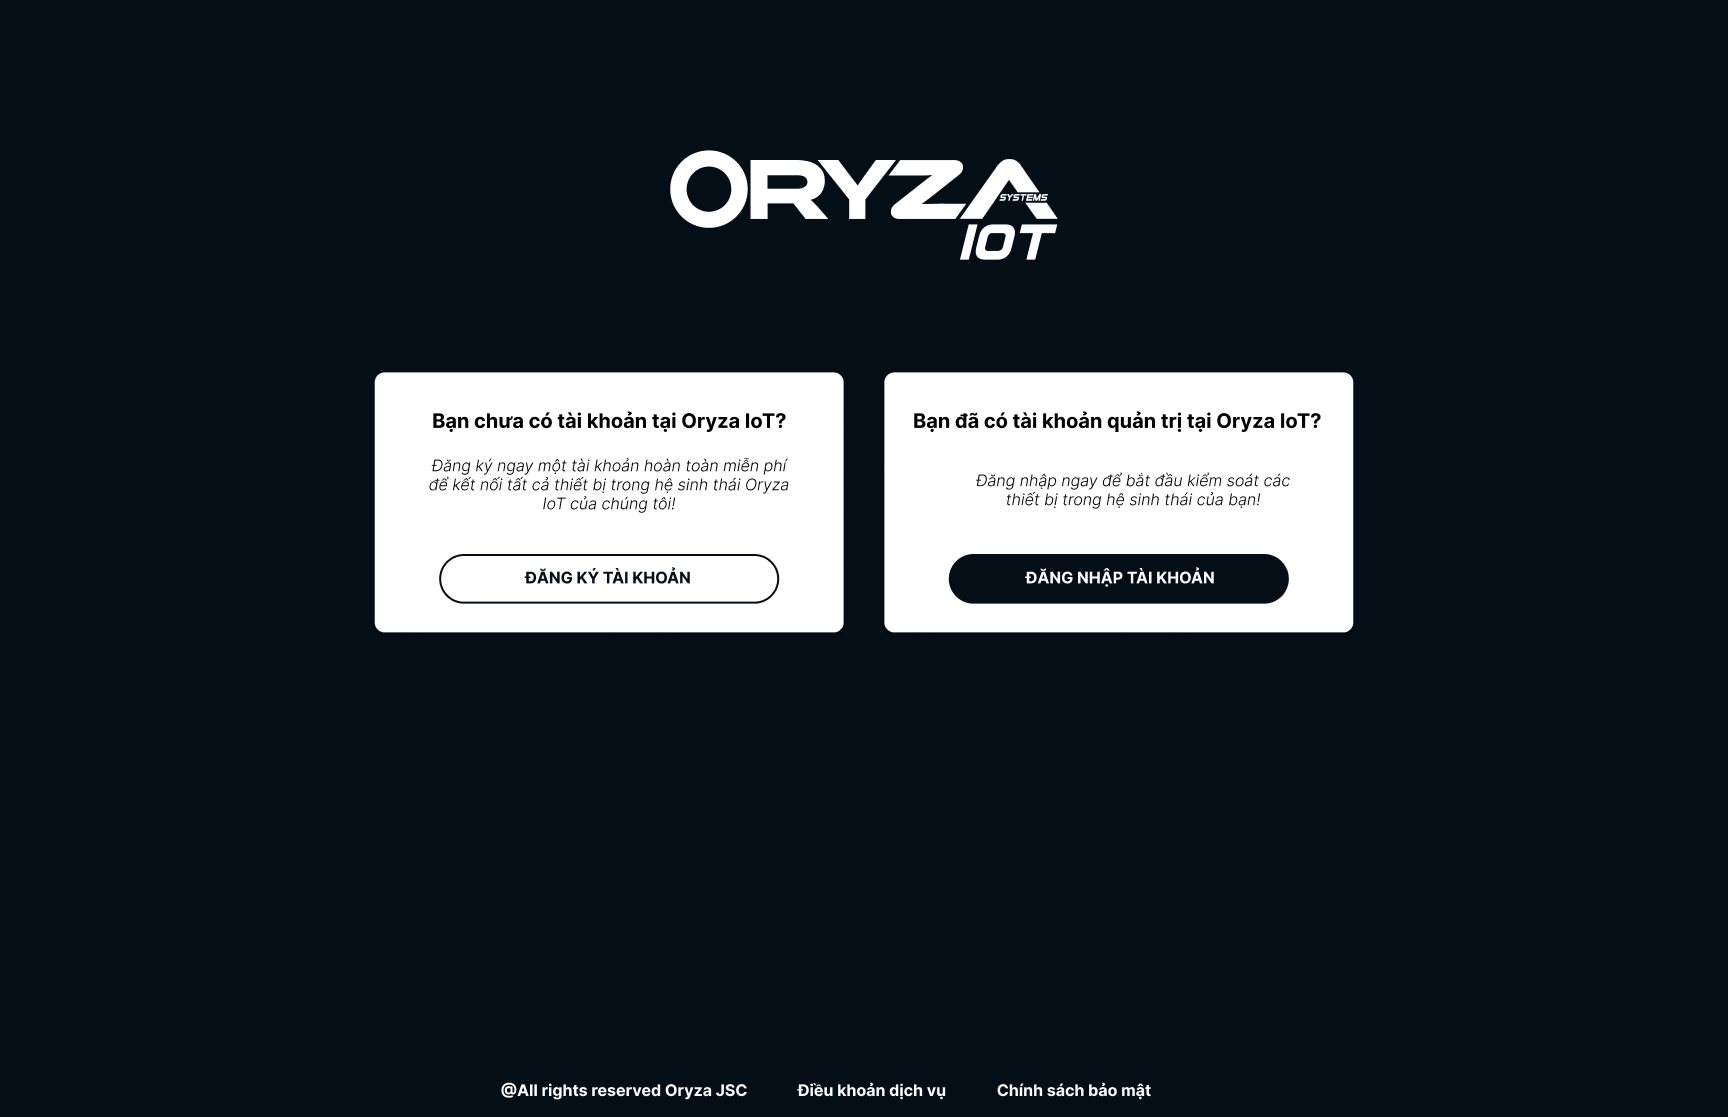 ORYZA
SYSTEMS
IOT
Bạn chưa có tài khoản tại Oryza IoT?
Đăng ký ngay một tài khoản hoàn toàn miễn phí
để kết nối tất cả thiết bị trong hệ sinh thái Oryza
IoT của chúng tôi!
ĐĂNG KÝ TÀI KHOẢN
Bạn đã có tài khoản quản trị tại Oryza IoT?
Đăng nhập ngay để bắt đầu kiểm soát các
thiết bị trong hệ sinh thái của bạn!
ĐĂNG NHẬP TÀI KHOẢN
@All rights reserved Oryza JSC
Điều khoản dịch vụ
Chính sách bảo mật